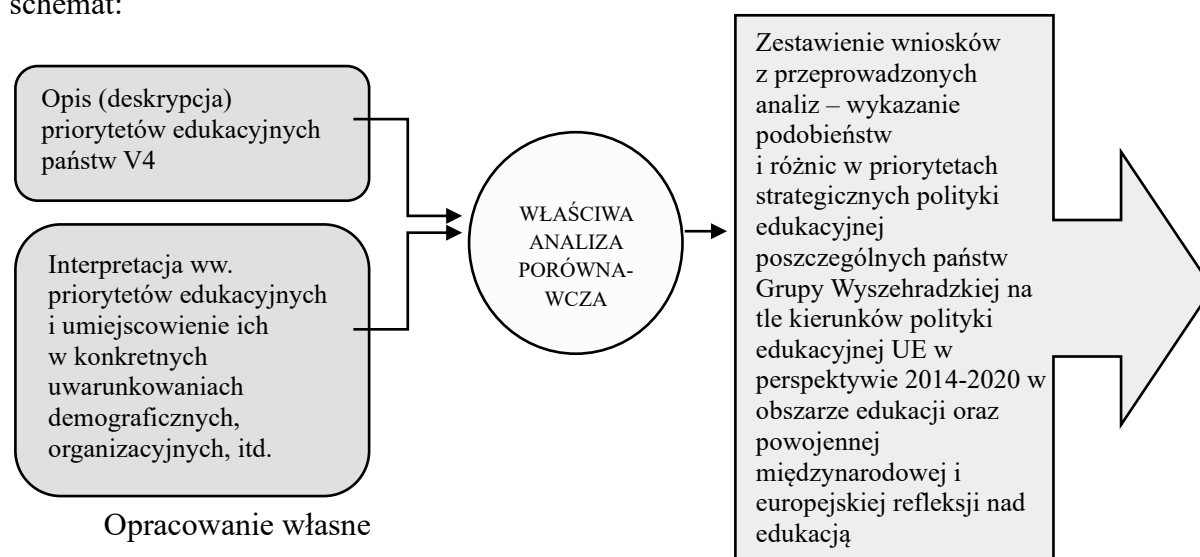 schemat:
Opis (deskrypcja)
priorytetów edukacyjnych
państw V4
Interpretacja ww.
priorytetów edukacyjnych
i umiejscowienie ich
w konkretnych
uwarunkowaniach
demograficznych,
organizacyjnych, itd.
Opracowanie własne
WŁAŚCIWA
ANALIZA
PORÓWNA-
WCZA
Zestawienie wniosków
z przeprowadzonych
analiz – wykazanie
podobieństw
i różnic w priorytetach
strategicznych polityki
edukacyjnej
poszczególnych państw
Grupy Wyszehradzkiej na
tle kierunków polityki
edukacyjnej UE w
perspektywie 2014-2020 w
obszarze edukacji oraz
powojennej
międzynarodowej i
europejskiej refleksji nad
edukacją